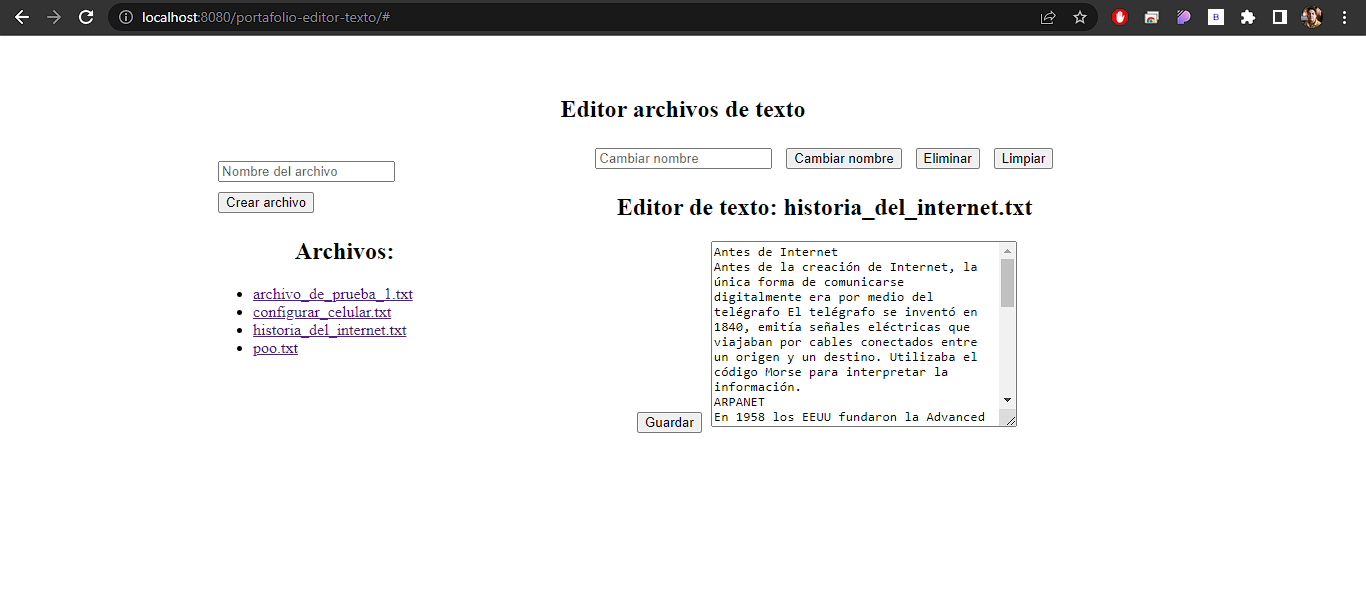 localhost:8080/portafolio-editor-texto/#
B
Editor archivos de texto
Nombre del archivo
Crear archivo
Archivos:
archivo_de_prueba_1.txt
configurar_celular.txt
historia_del_internet.txt
poo.txt
Cambiar nombre
Cambiar nombre
Eliminar
Limpiar
Editor de texto: historia_del_internet.txt
Antes de Internet
Antes de la creación de Internet, la
única forma de comunicarse
digitalmente era por medio del
telégrafo El telégrafo se inventó en
1840, emitía señales eléctricas que
viajaban por cables conectados entre
un origen y un destino. Utilizaba el
código Morse para interpretar la
información.
ARPANET
En 1958 los EEUU fundaron la Advanced
Guardar